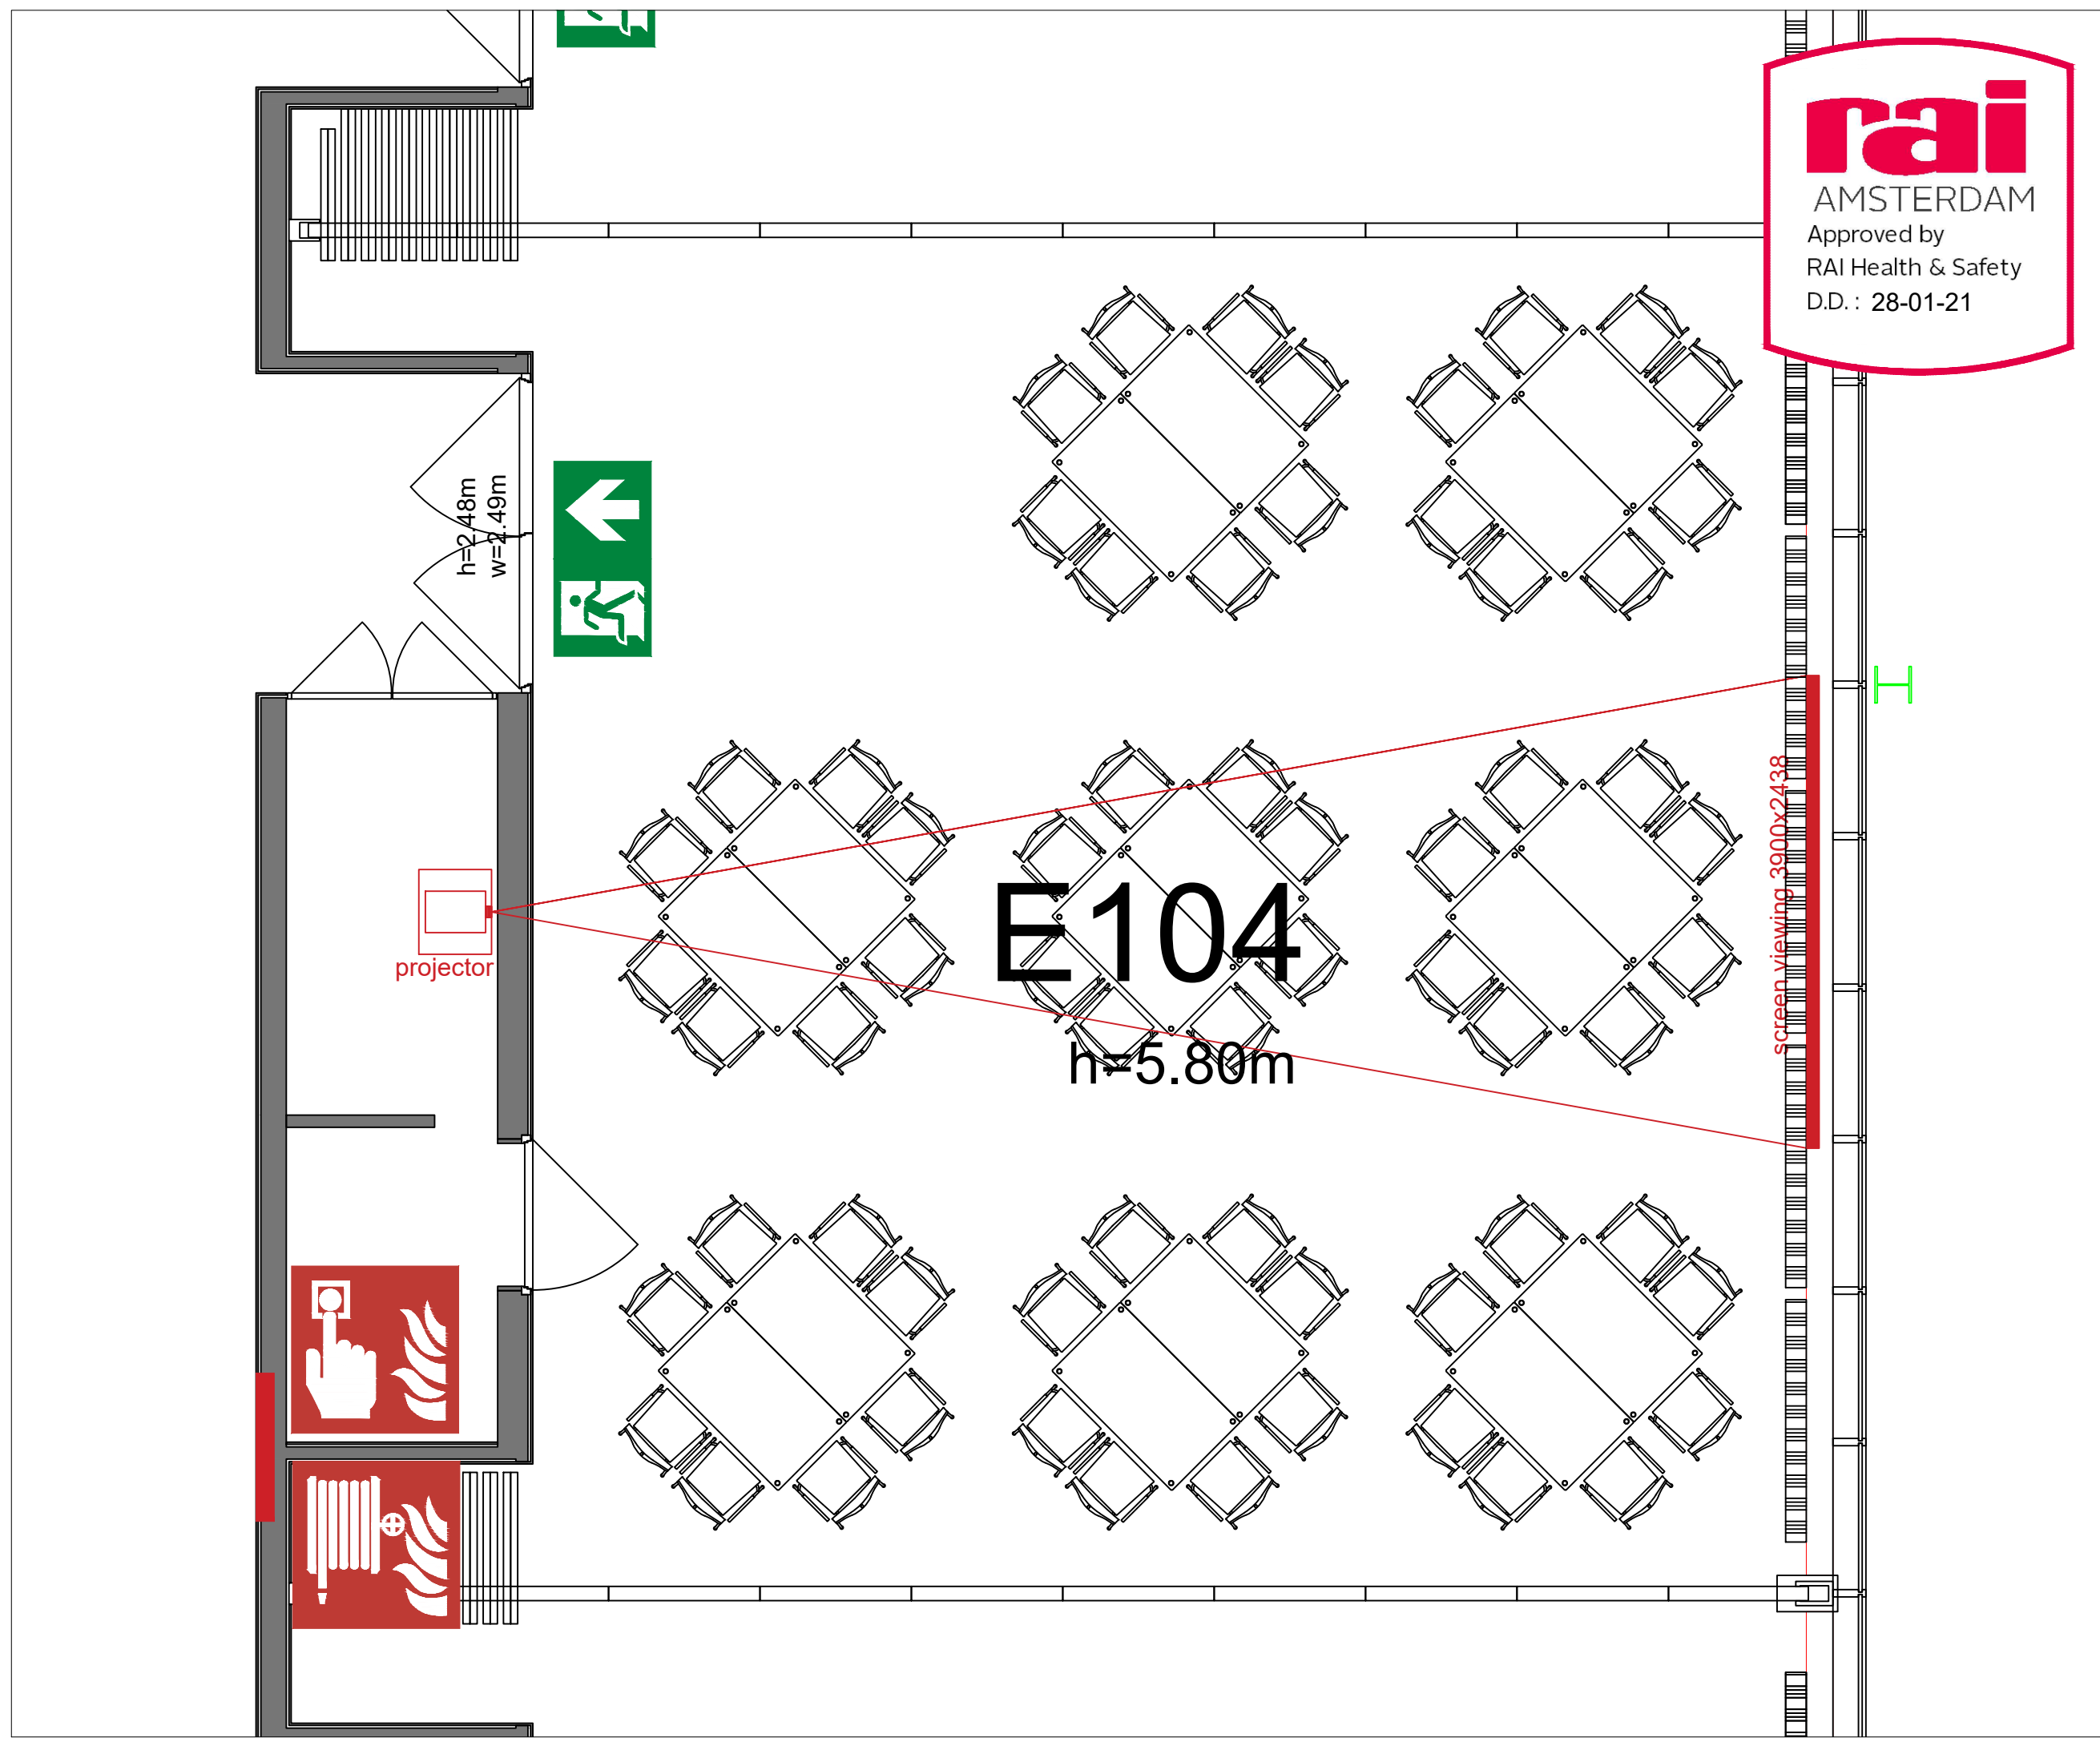 rai
AMSTERDAM
Approved by
RAI Health & Safety
D.D. : 28-01-21
h=2.48m
w=2.49m
screen viewing 3900x2438
projector
E104
h=5.80m